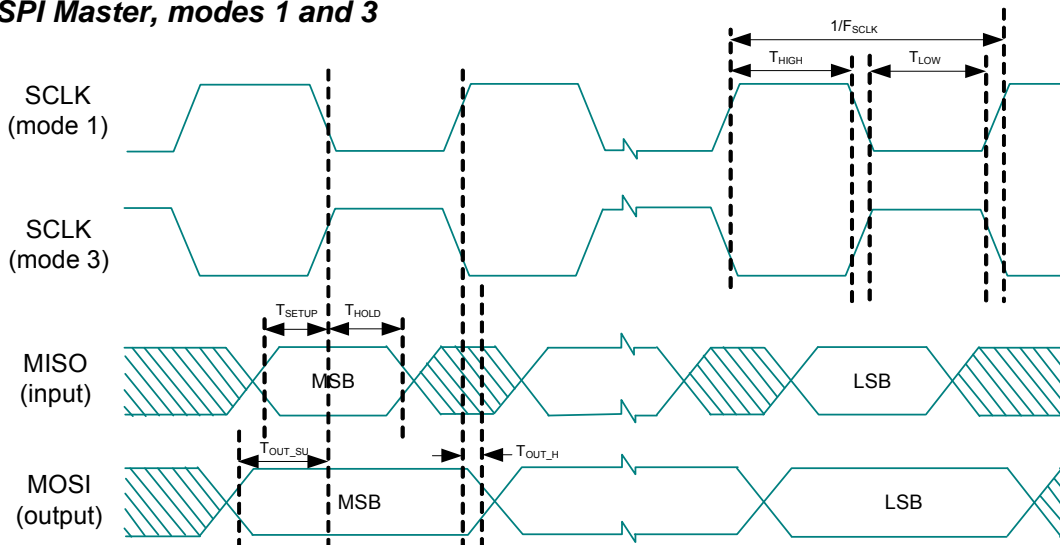 SPI Master, modes 1 and 3
1/FSCLK
THIGH
TLOW
SCLK
(mode 1)
SCLK
(mode 3)
TSETUP
THOLD
MISO
(input)
MSB
LSB
TOUT_SU
TOUT_H
MOSI
(output)
MSB
LSB